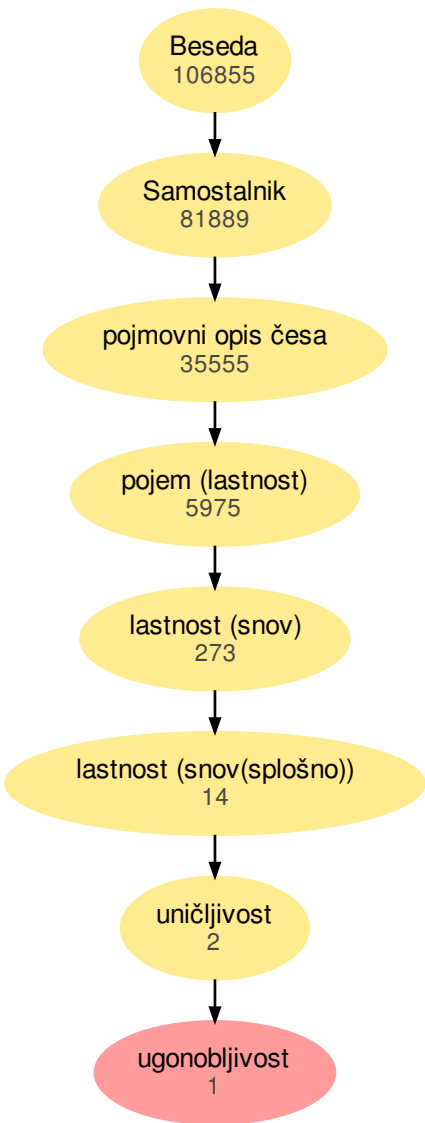 Beseda
106855
Samostalnik
81889
pojmovni opis česa
35555
pojem (lastnost)
5975
lastnost (snov)
273
lastnost (snov(splošno))
14
uničljivost
2
ugonobljivost
1